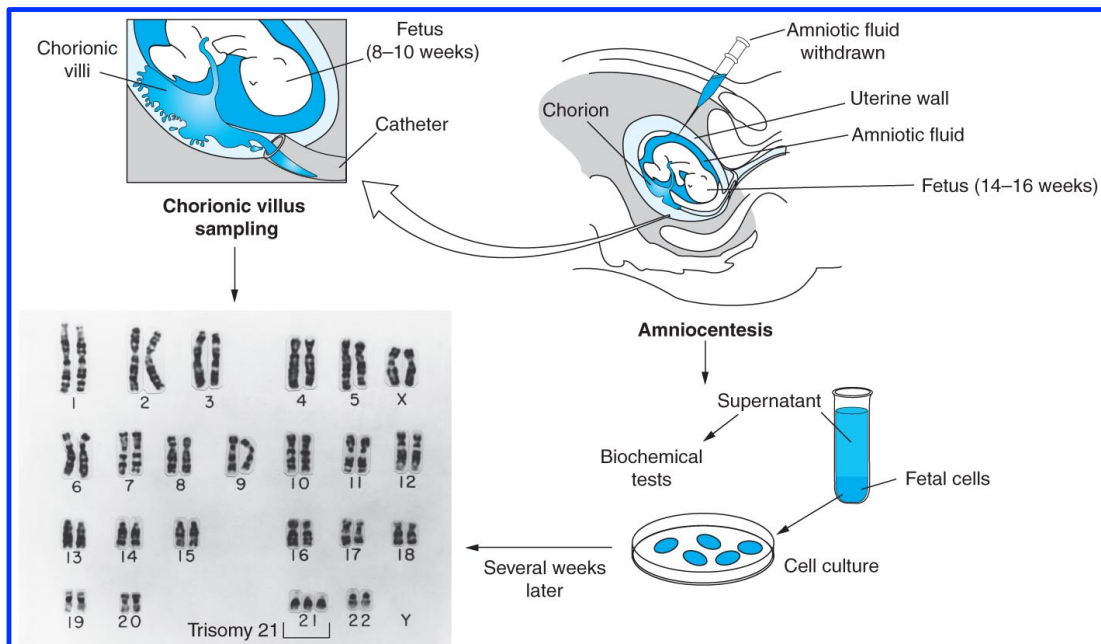 Chorionic
villi
Fetus
(8–10 weeks)
Catheter
Chorionic villus
sampling
Amniotic fluid
withdrawn
Chorion
Uterine wall
Amniotic fluid
Fetus (14–16 weeks)
Amniocentesis
Supernatant
Biochemical
tests
Fetal cells
Cell culture
Several weeks
later
1 2 3 4 5 X
6 7 8 9 10 11 12
13 14 15 16 17 18
19 20 21 22 Y
Trisomy 21